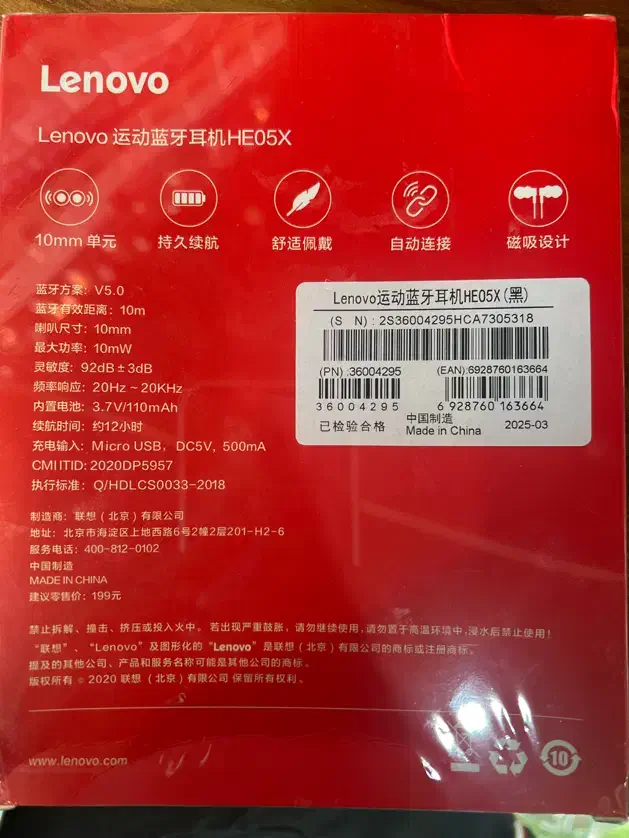 Lenovo
Lenovo 运动蓝牙耳机HE05X
10mm 单元
持久续航
舒适佩戴
自动连接
磁吸设计
蓝牙方案：V5.0
蓝牙有效距离：10m
喇叭尺寸：10mm
最大功率：10mW
灵敏度：92dB±3dB
频率响应：20Hz～20KHz
内置电池：3.7V/110mAh
续航时间：约12小时
充电输入：Micro USB，DC5V, 500mA
CMIITID: 2020DP5957
执行标准：Q/HDLCS0033-2018
Lenovo运动蓝牙耳机HE05X(黑)
(S N):2S36004295HCA7305318
(PN):36004295
(EAN):6928760163664
36004295
6 928760 163664
已检验合格
中国制造
Made in China
2025-03
制造商：联想（北京）有限公司
地址：北京市海淀区上地西路6号2幢2层201-H2-6
服务电话：400-812-0102
中国制造
MADE IN CHINA
建议零售价：199元
禁止拆解、撞击、挤压或投入火中。若出现严重鼓胀，请勿继续使用,请勿置于高温环境中,浸水后禁止使用！
“联想”、“Lenovo”及图形化的“Lenovo”是联想（北京）有限公司的商标或注册商标。
提及的其他公司、产品和服务名称可能是其他公司的商标。
版权所有 © 2020 联想 （北京）有限公司 保留所有权利。
www.lenovo.com
10